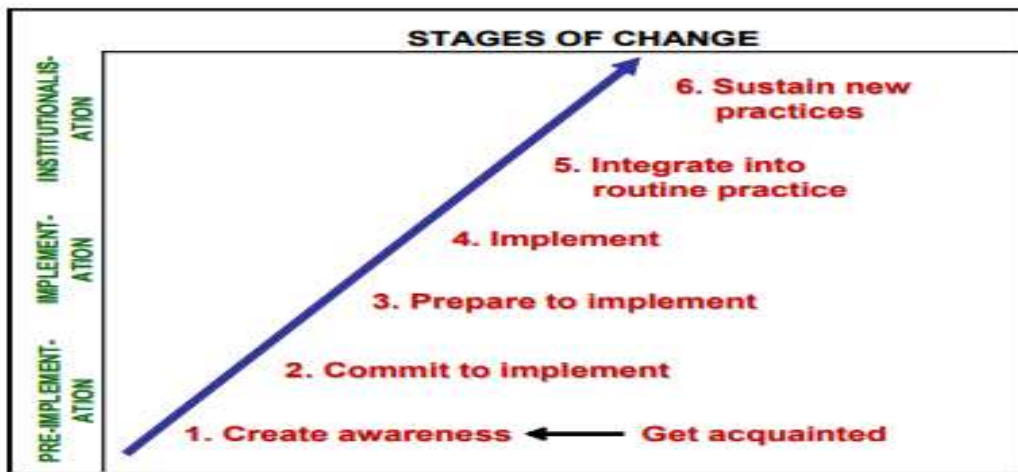 STAGES OF CHANGE
INSTITUTIONALIS-
ATION
IMPLEMENT-
ATION
PRE-IMPLEMENT-
ATION
6. Sustain new
practices
5. Integrate into
routine practice
4. Implement
3. Prepare to implement
2. Commit to implement
1. Create awareness
Get acquainted